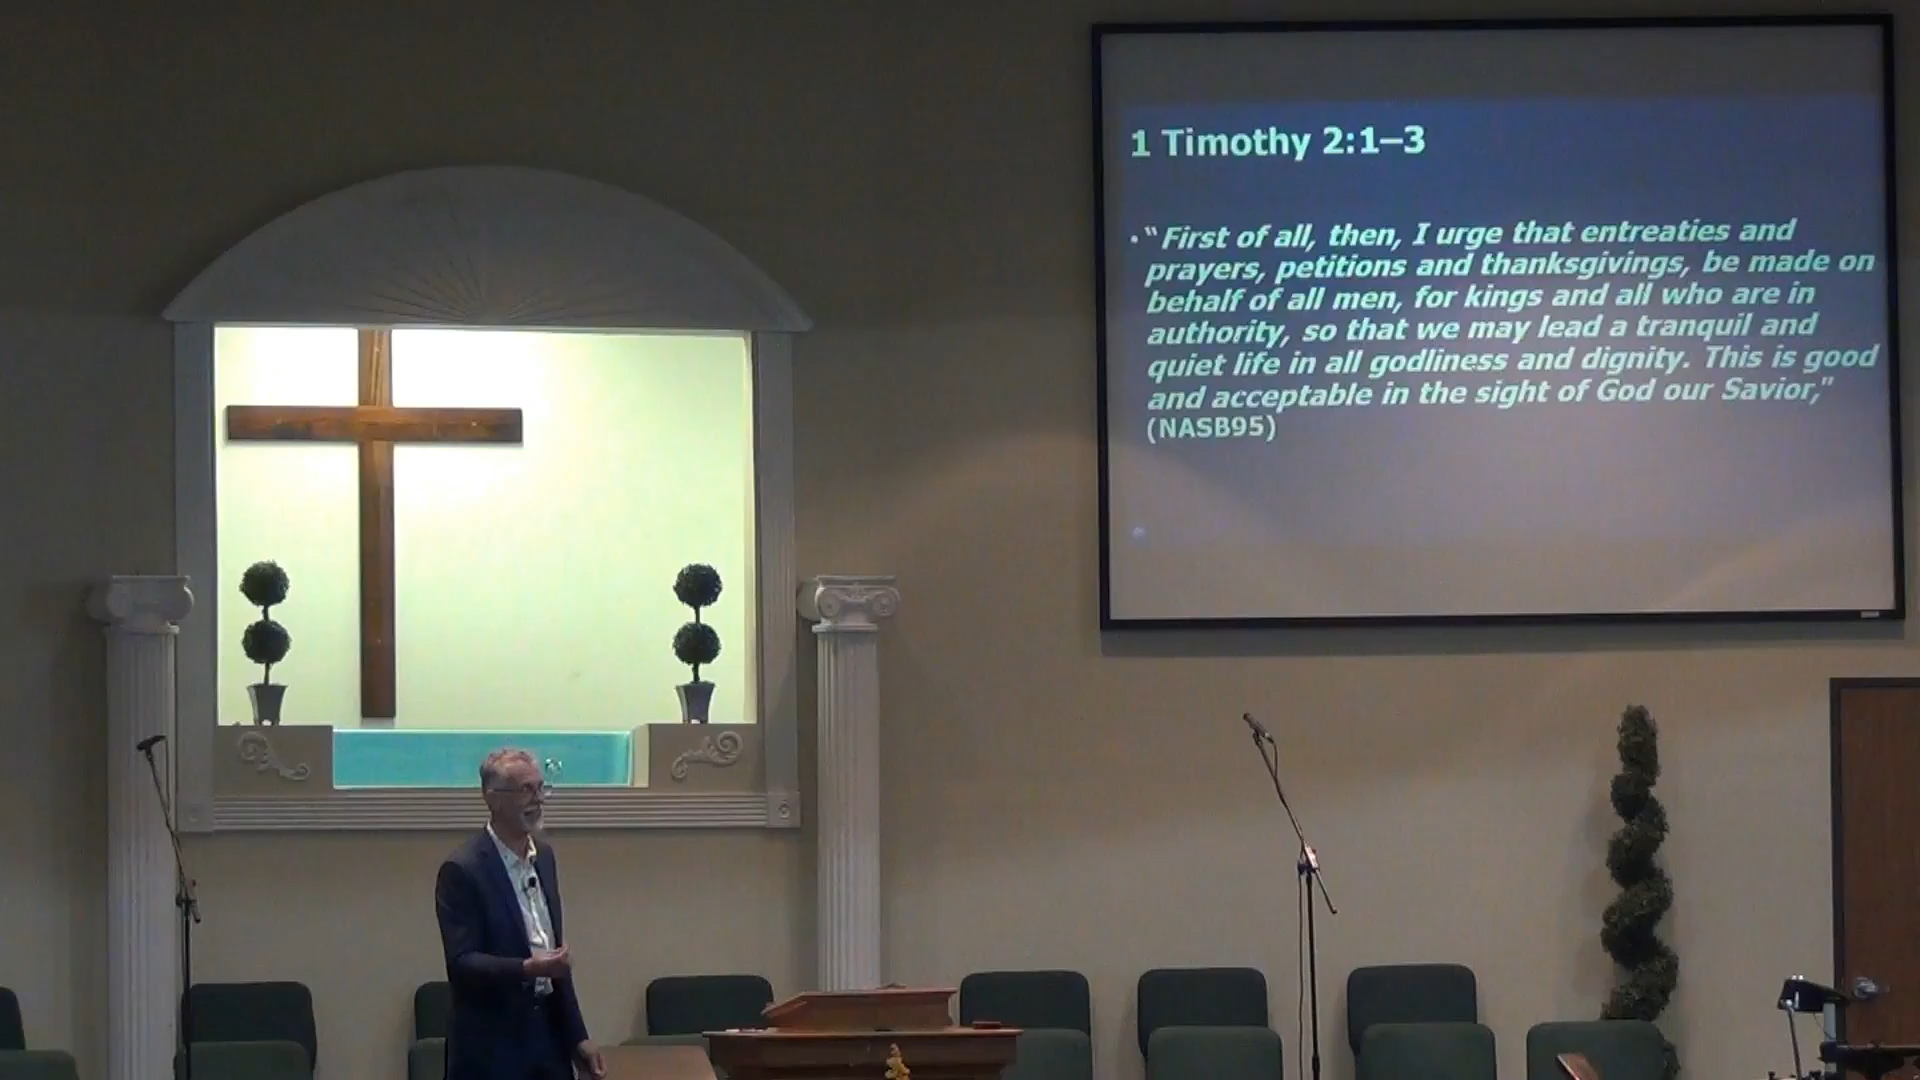 1 Timothy 2:1–3
• "First of all, then, I urge that entreaties and
prayers, petitions and thanksgivings, be made on
behalf of all men, for kings and all who are in
authority, so that we may lead a tranquil and
quiet life in all godliness and dignity. This is good
and acceptable in the sight of God our Savior,"
(NASB95)